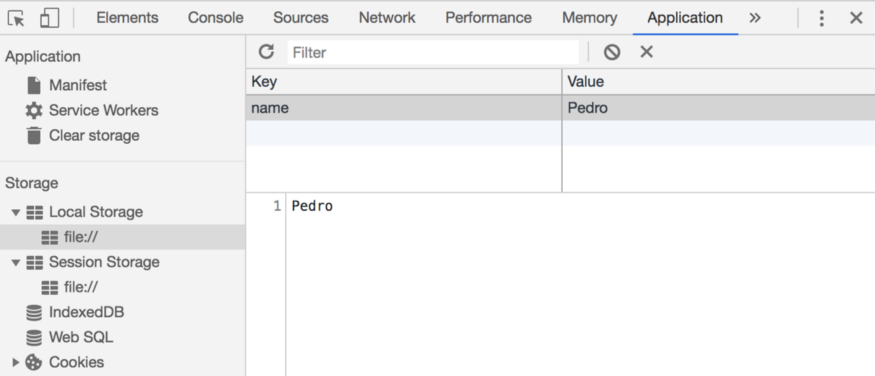 Elements Console Sources Network Performance Memory Application »
Application
Manifest
Service Workers
Clear storage
Storage
Local Storage
file://
Session Storage
file://
IndexedDB
Web SQL
Cookies
Filter
Key Value
name Pedro
1 Pedro